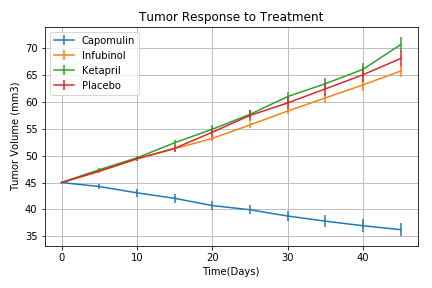 Tumor Response to Treatment
Capomulin
Infubinol
Ketapril
Placebo
Tumor Volume (mm3)
70
65
60
55
50
45
40
35
0 10 20 30 40
Time(Days)